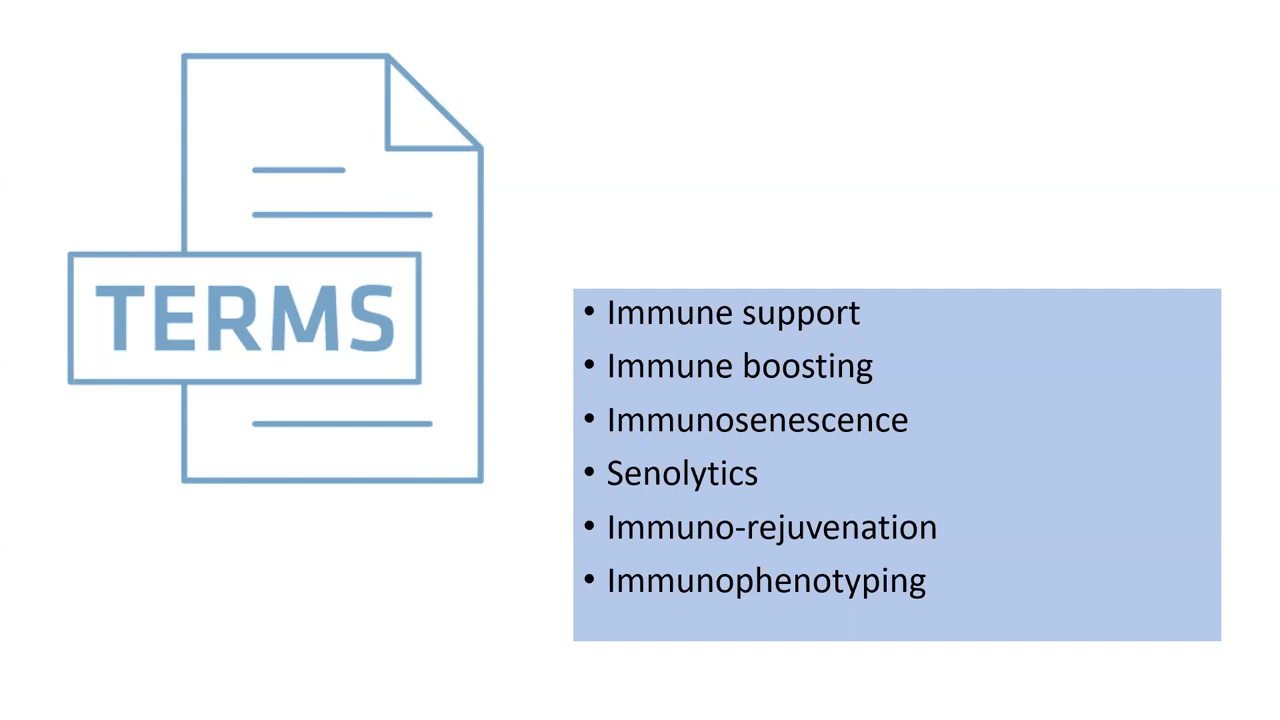 TERMS
• Immune support
• Immune boosting
• Immunosenescence
• Senolytics
• Immuno-rejuvenation
• Immunophenotyping